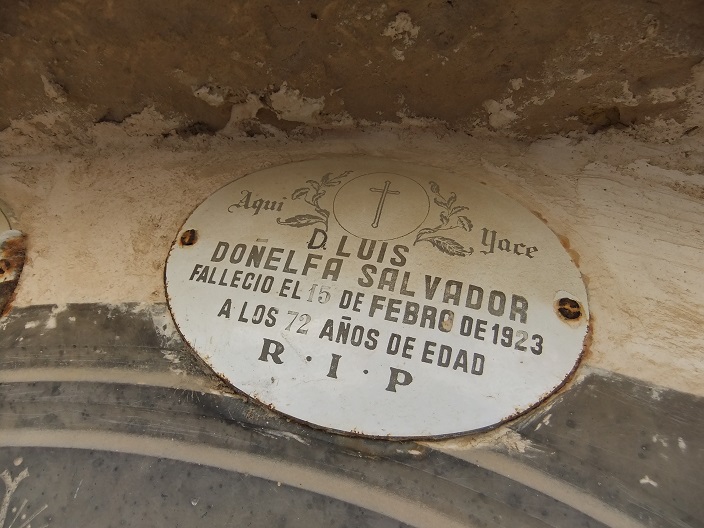 Aqui Yace
D. LUIS
DOÑELFA SALVADOR
FALLECIO EL 15 DE FEBRO DE 1923
A LOS 72 AÑOS DE EDAD
R · I · P